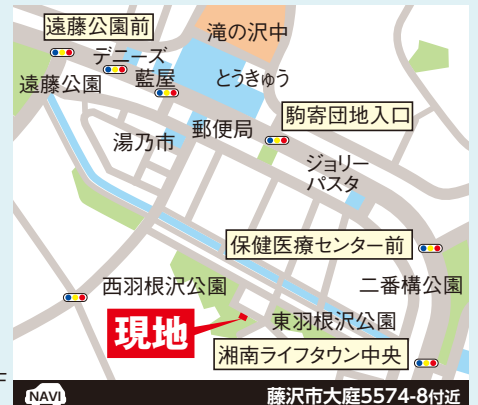 遠藤公園前
滝の沢中
デニーズ
藍屋
とうきゅう
遠藤公園
駒寄団地入口
郵便局
湯乃市
ジョリー
パスタ
保健医療センター前
西羽根沢公園
二番構公園
現地
東羽根沢公園
湘南ライフタウン中央
NAVI
藤沢市大庭5574-8付近